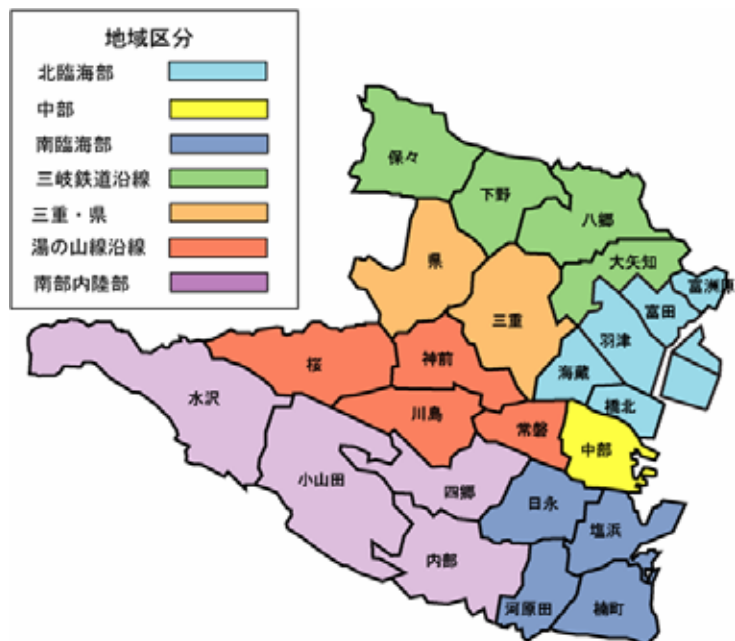 地域区分
北臨海部
中部
南臨海部
三岐鉄道沿線
三重・県
湯の山線沿線
南部内陸部
保々
下野
八郷
県
大矢知
富洲原
富田
三重
羽津
桜
神前
海蔵
水沢
川島
橋北
常磐
中部
小山田
四郷
日永
塩浜
内部
河原田
楠町